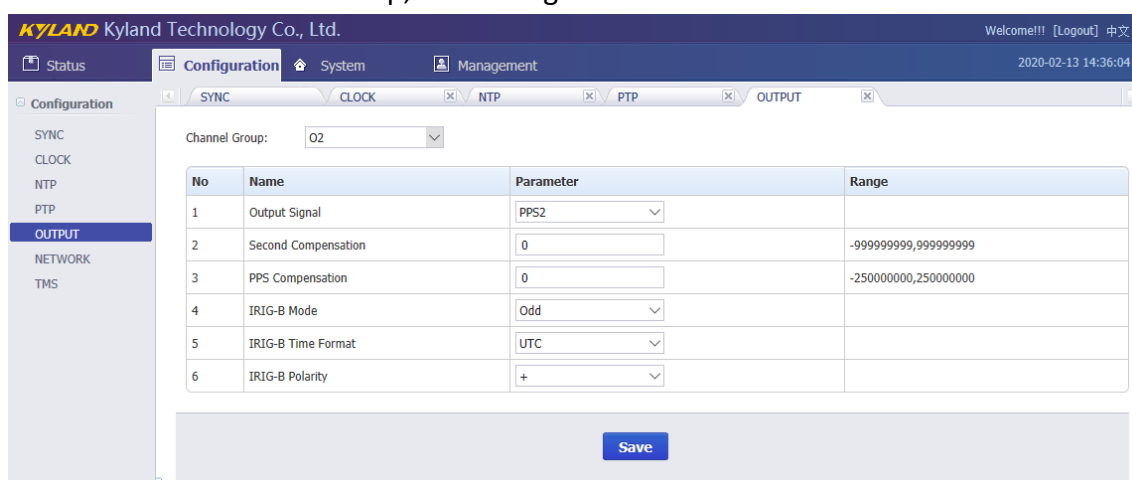 KYLAND Kyland Technology Co., Ltd.
Welcome!!! [Logout] 中文
Status Configuration System Management 2020-02-13 14:36:04
Configuration
SYNC CLOCK NTP PTP OUTPUT
SYNC
CLOCK
NTP
PTP
OUTPUT
NETWORK
TMS
Channel Group: O2
No Name Parameter Range
1 Output Signal PPS2
2 Second Compensation 0 -999999999,999999999
3 PPS Compensation 0 -250000000,250000000
4 IRIG-B Mode Odd
5 IRIG-B Time Format UTC
6 IRIG-B Polarity +
Save